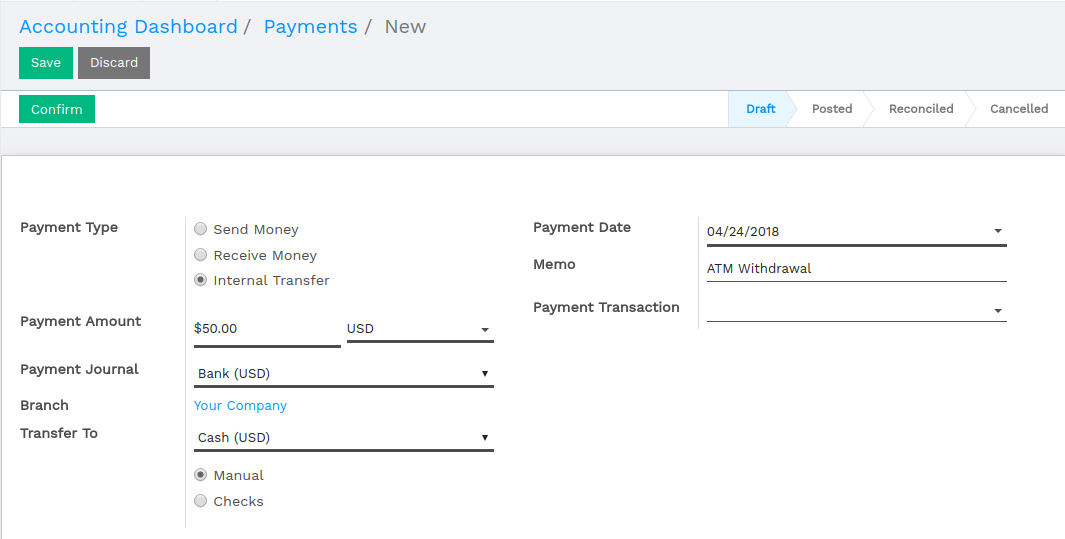 Accounting Dashboard / Payments / New
Save Discard
Confirm Draft Posted Reconciled Cancelled
Payment Type
Send Money
Receive Money
Internal Transfer
Payment Amount $50.00 USD
Payment Journal Bank (USD)
Branch Your Company
Transfer To Cash (USD)
Manual
Checks
Payment Date 04/24/2018
Memo ATM Withdrawal
Payment Transaction